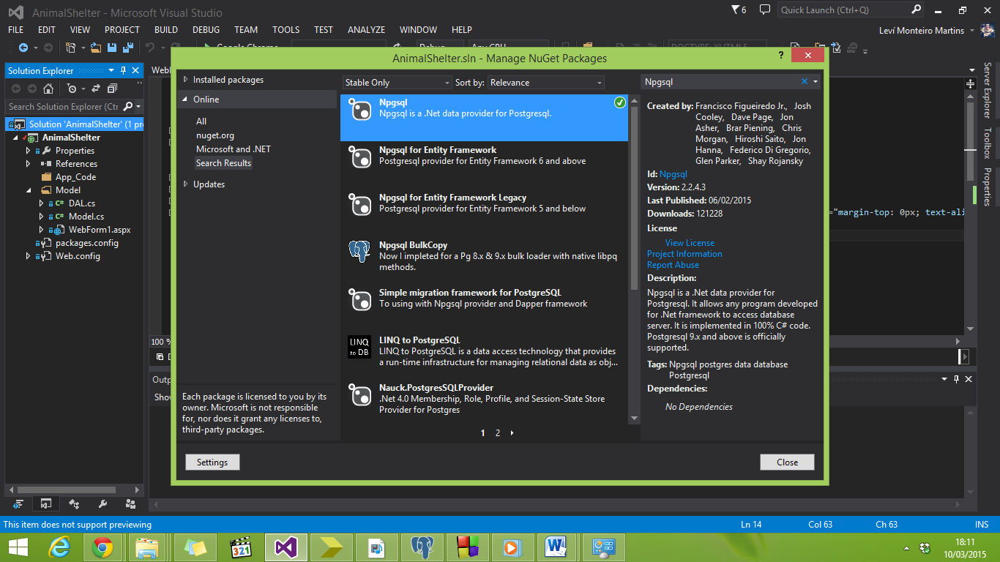 AnimalShelter - Microsoft Visual Studio
6
Quick Launch (Ctrl+Q)
FILE EDIT VIEW PROJECT BUILD DEBUG TEAM TOOLS TEST ANALYZE WINDOW HELP
Leví Monteiro Martins
AnimalShelter.sln - Manage NuGet Packages
?
Solution Explorer
Search Solution Explorer (Ctr
Solution 'AnimalShelter' (1 pr
AnimalShelter
Properties
References
App_Code
Model
DAL.cs
Model.cs
WebForm1.aspx
packages.config
Web.config
Installed packages
Online
All
nuget.org
Microsoft and .NET
Search Results
Updates
Each package is licensed to you by its
owner. Microsoft is not responsible
for, nor does it grant any licenses to,
third-party packages.
Settings
Stable Only
Sort by: Relevance
Npgsql
Npgsql is a .Net data provider for Postgresql.
Npgsql for Entity Framework
Postgresql provider for Entity Framework 6 and above
Npgsql for Entity Framework Legacy
Postgresql provider for Entity Framework 5 and below
Npgsql BulkCopy
Now I impleted for a Pg 8.x & 9.x bulk loader with native libpq
methods.
Simple migration framework for PostgreSQL
To using with Npgsql provider and Dapper framework
LINQ
to DB
LINQ to PostgreSQL
LINQ to PostgreSQL is a data access technology that provides
a run-time infrastructure for managing relational data as obj...
Nauck.PostgresSQLProvider
.Net 4.0 Membership, Role, Profile, and Session-State Store
Provider for Postgres
1 2
Npgsql
Created by: Francisco Figueiredo Jr., Josh
Cooley, Dave Page, Jon
Asher, Brar Piening, Chris
Morgan, Hiroshi Saito, Jon
Hanna, Federico Di Gregorio,
Glen Parker, Shay Rojansky
Id: Npgsql
Version: 2.2.4.3
Last Published: 06/02/2015
Downloads: 121228
License
View License
Project Information
Report Abuse
Description:
Npgsql is a .Net data provider for
Postgresql. It allows any program developed
for .Net framework to access database
server. It is implemented in 100% C# code.
Postgresql 9.x and above is officially
supported.
Tags: Npgsql postgres data database
Postgresql
Dependencies:
No Dependencies
Close
="margin-top: 0px; text-ali
Server Explorer
Toolbox
Properties
100 %
Outp
Show
This item does not support previewing
Ln 14 Col 63 Ch 63 INS
321
18:11
10/03/2015